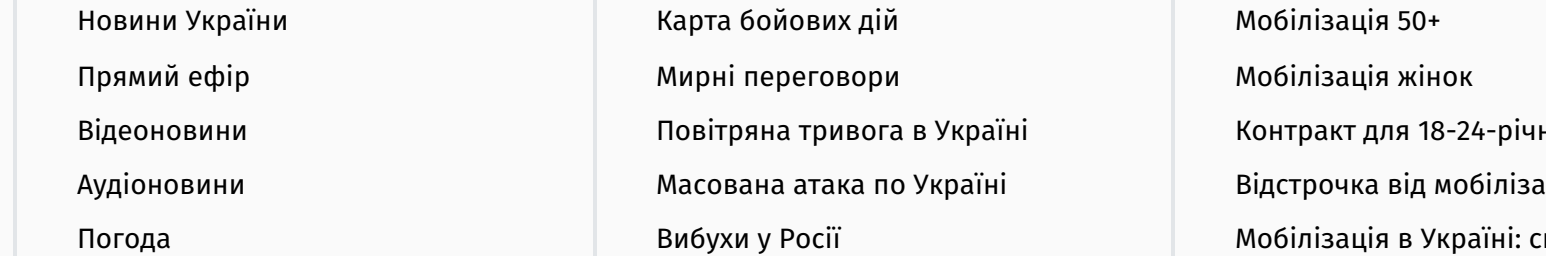 Новини України
Прямий ефір
Відеоновини
Аудіоновини
Погода
Карта бойових дій
Мирні переговори
Повітряна тривога в Україні
Масована атака по Україні
Вибухи у Росії
Мобілізація 50+
Мобілізація жінок
Контракт для
Відстрочка від
Мобілізація в Україні: